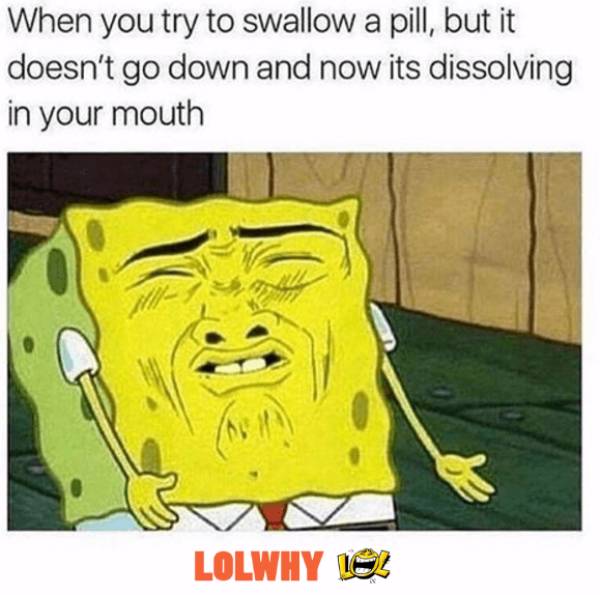 When you try to swallow a pill, but it
doesn't go down and now its dissolving
in your mouth
LOLWHY LOL